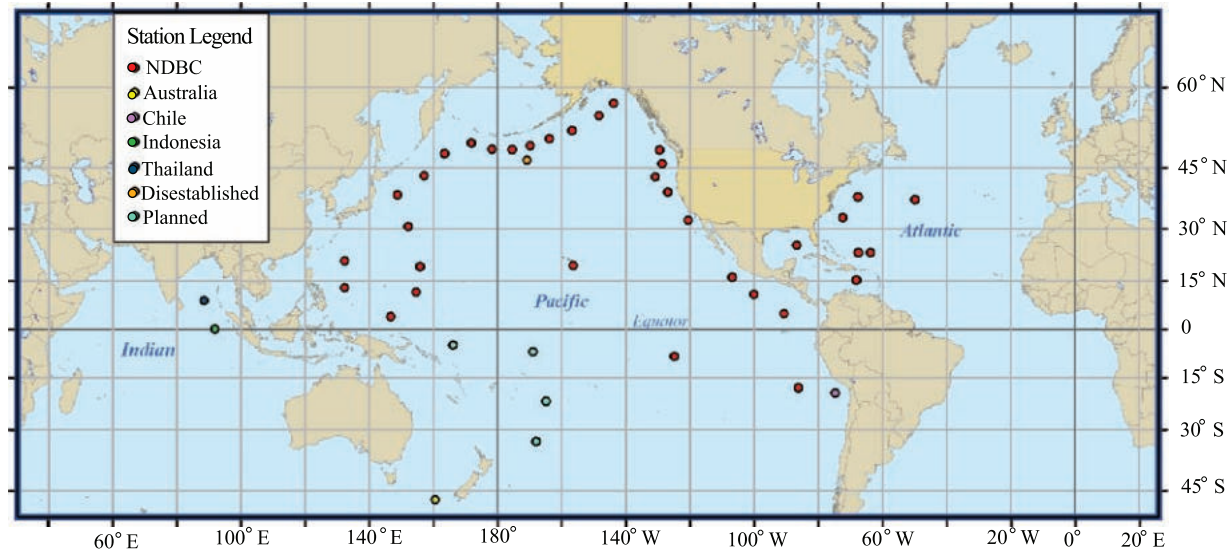 Station Legend
NDBC
Australia
Chile
Indonesia
Thailand
Disestablished
Planned
60° N
45° N
30° N
15° N
0
15° S
30° S
45° S
Atlantic
Pacific
Equator
Indian
60° E
100° E
140° E
180°
140° W
100° W
60° W
0°
20° E